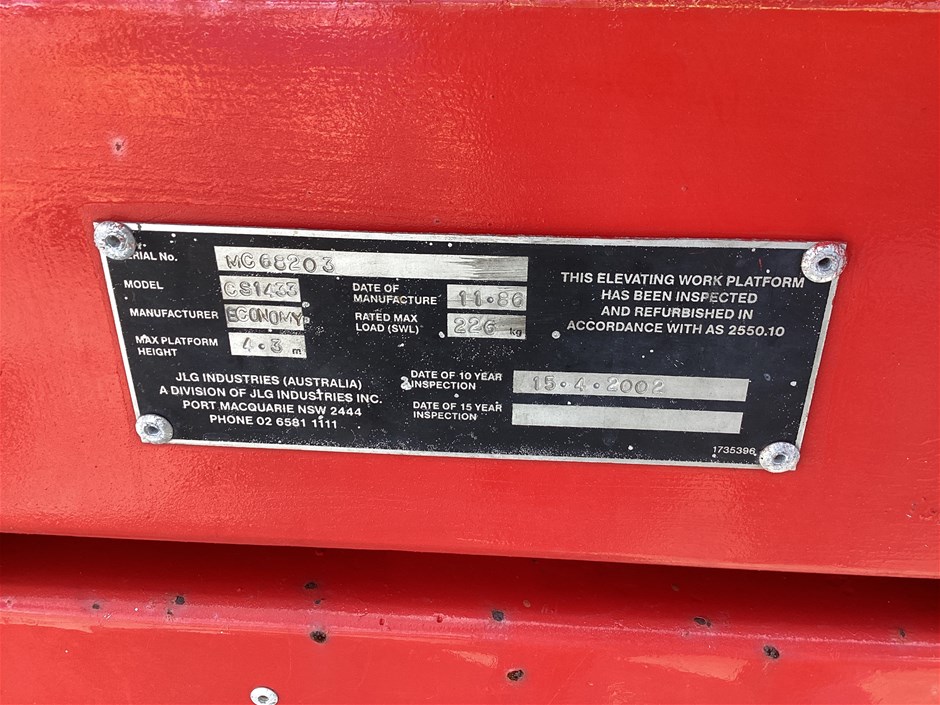 SERIAL No. MC68203
MODEL CS1433
MANUFACTURER ECONOMY
MAX PLATFORM HEIGHT 4.3 m
DATE OF MANUFACTURE 11.86
RATED MAX LOAD (SWL) 226 kg
THIS ELEVATING WORK PLATFORM
HAS BEEN INSPECTED
AND REFURBISHED IN
ACCORDANCE WITH AS 2550.10
JLG INDUSTRIES (AUSTRALIA)
A DIVISION OF JLG INDUSTRIES INC.
PORT MACQUARIE NSW 2444
PHONE 02 6581 1111
DATE OF 10 YEAR INSPECTION 15.4.2002
DATE OF 15 YEAR INSPECTION
1735396